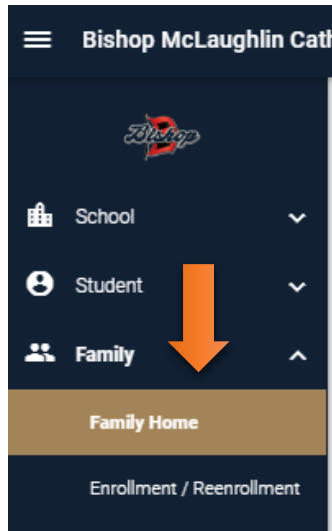 Bishop McLaughlin Cath
Bishop
School
Student
Family
Family Home
Enrollment / Reenrollment